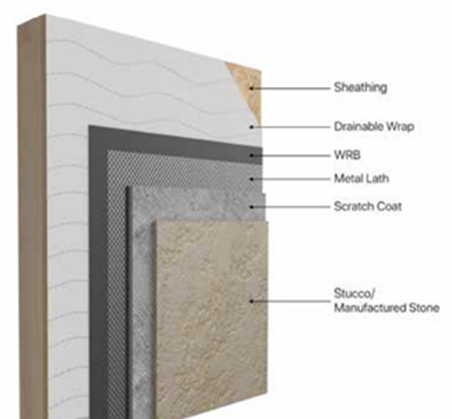 Sheathing
Drainable Wrap
WRB
Metal Lath
Scratch Coat
Stucco/
Manufactured Stone